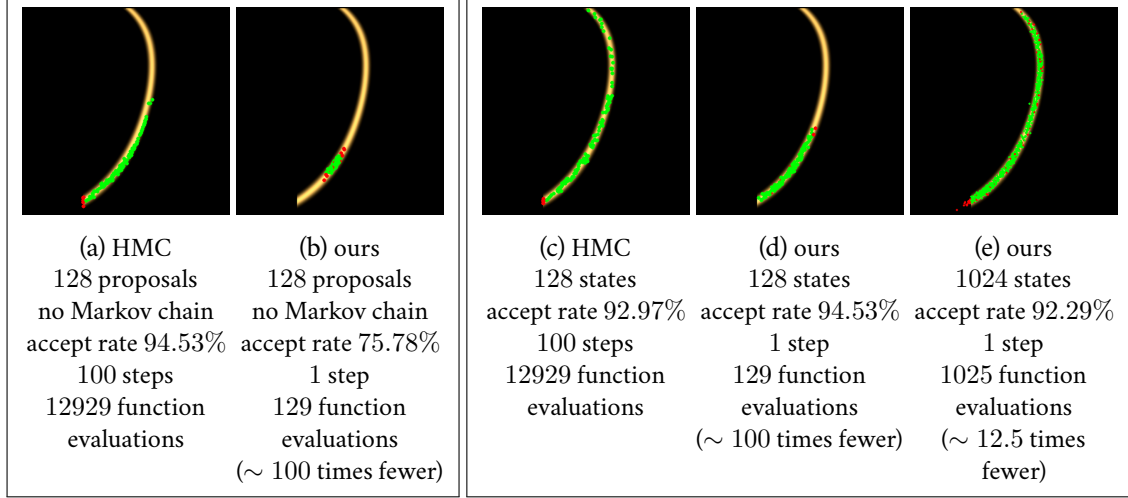 (a) HMC
128 proposals
no Markov chain
accept rate 94.53%
100 steps
12929 function
evaluations
(b) ours
128 proposals
no Markov chain
accept rate 75.78%
1 step
129 function
evaluations
(∼ 100 times fewer)
(c) HMC
128 states
accept rate 92.97%
100 steps
12929 function
evaluations
(d) ours
128 states
accept rate 94.53%
1 step
129 function
evaluations
(∼ 100 times fewer)
(e) ours
1024 states
accept rate 92.29%
1 step
1025 function
evaluations
(∼ 12.5 times
fewer)